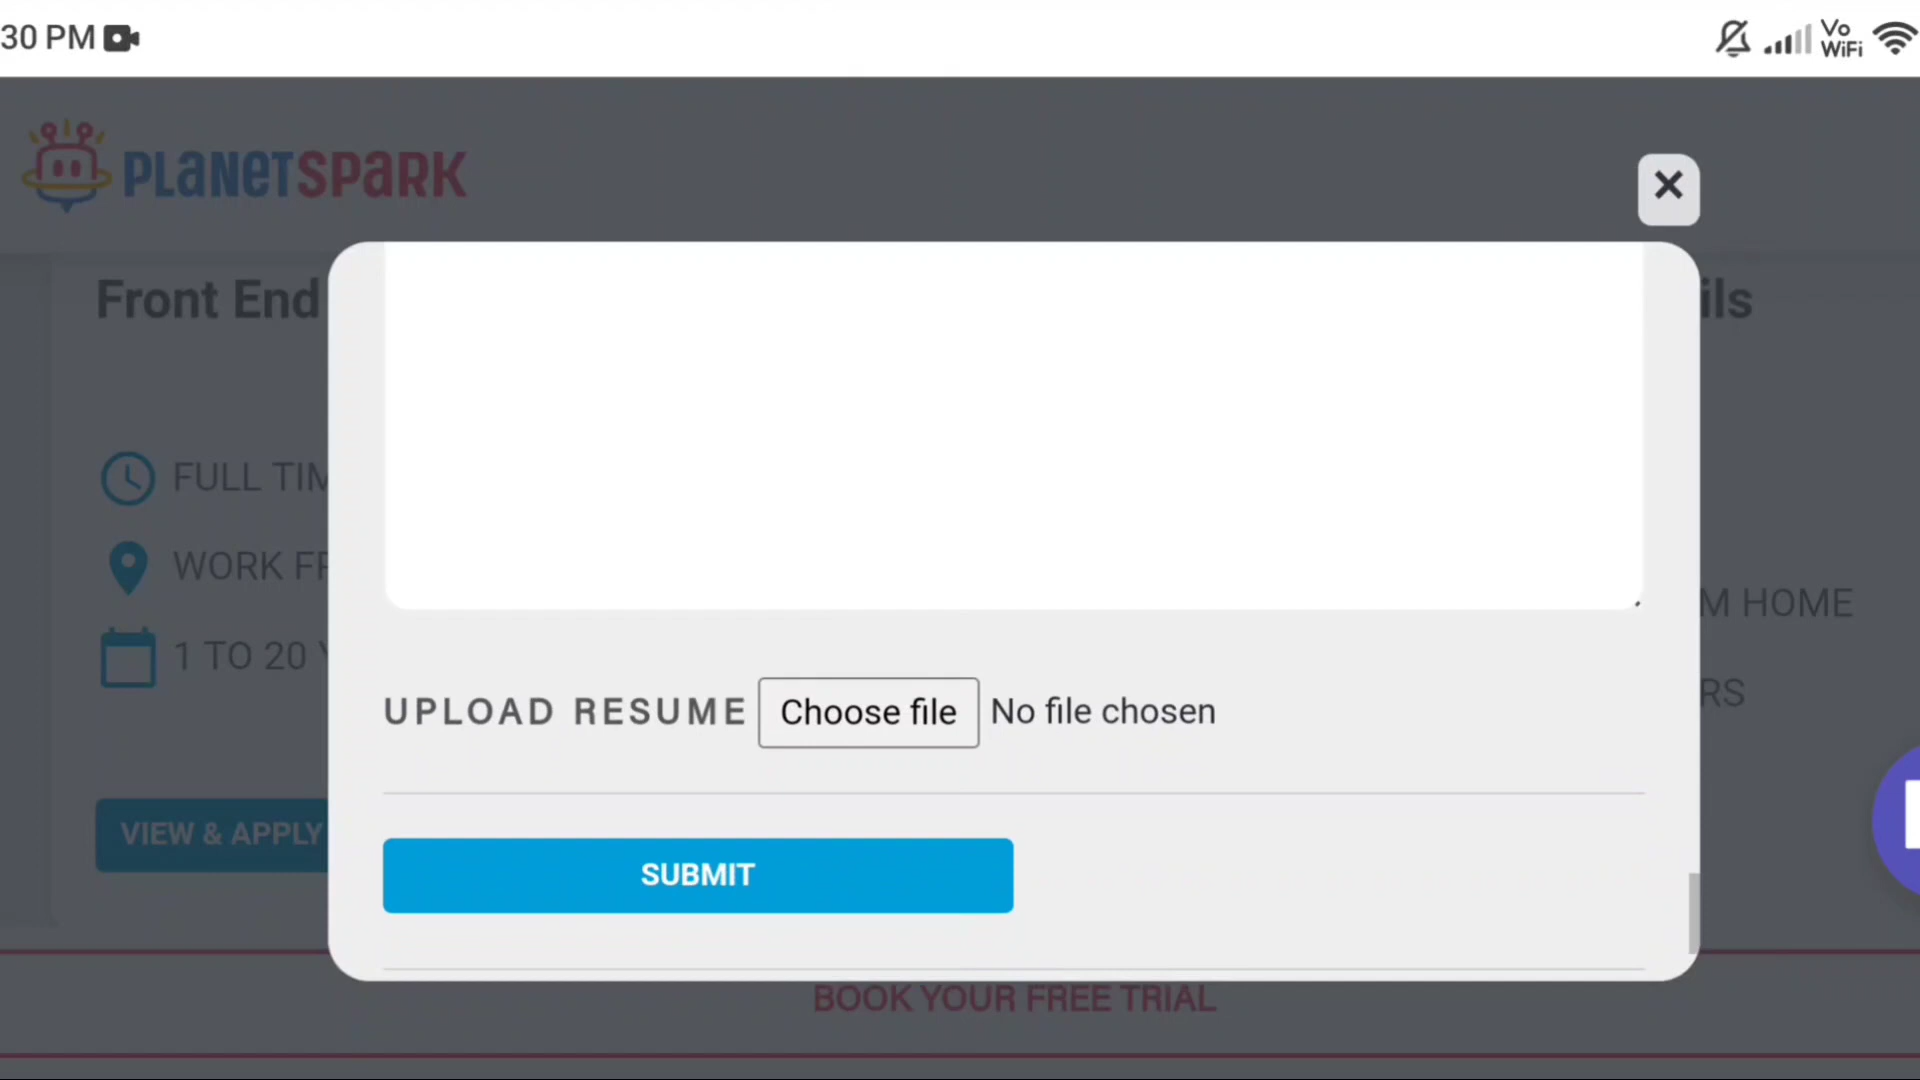 30 PM
Vo
WiFi
PLANETSPARK
Front End
ils
FULL TIM
WORK FR
M HOME
1 TO 20 Y
RS
UPLOAD RESUME Choose file No file chosen
VIEW & APPLY
SUBMIT
BOOK YOUR FREE TRIAL